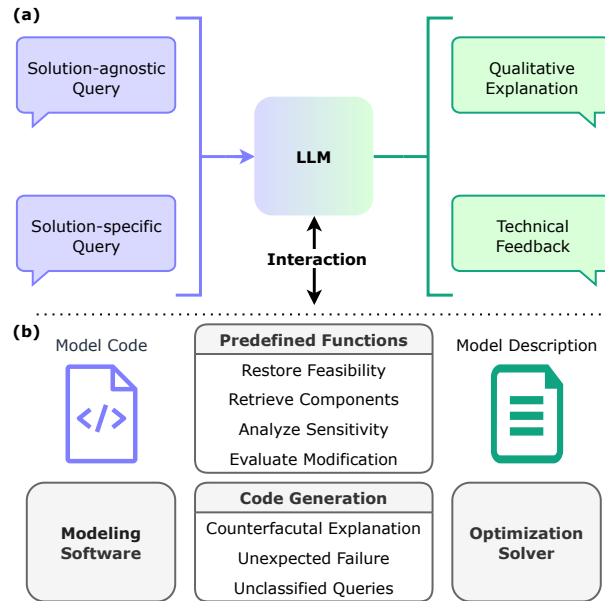 (a)
Solution-agnostic
Query
Solution-specific
Query
LLM
Interaction
Qualitative
Explanation
Technical
Feedback
(b)
Model Code
</>
Modeling
Software
Predefined Functions
Restore Feasibility
Retrieve Components
Analyze Sensitivity
Evaluate Modification
Code Generation
Counterfacutal Explanation
Unexpected Failure
Unclassified Queries
Model Description
Optimization
Solver